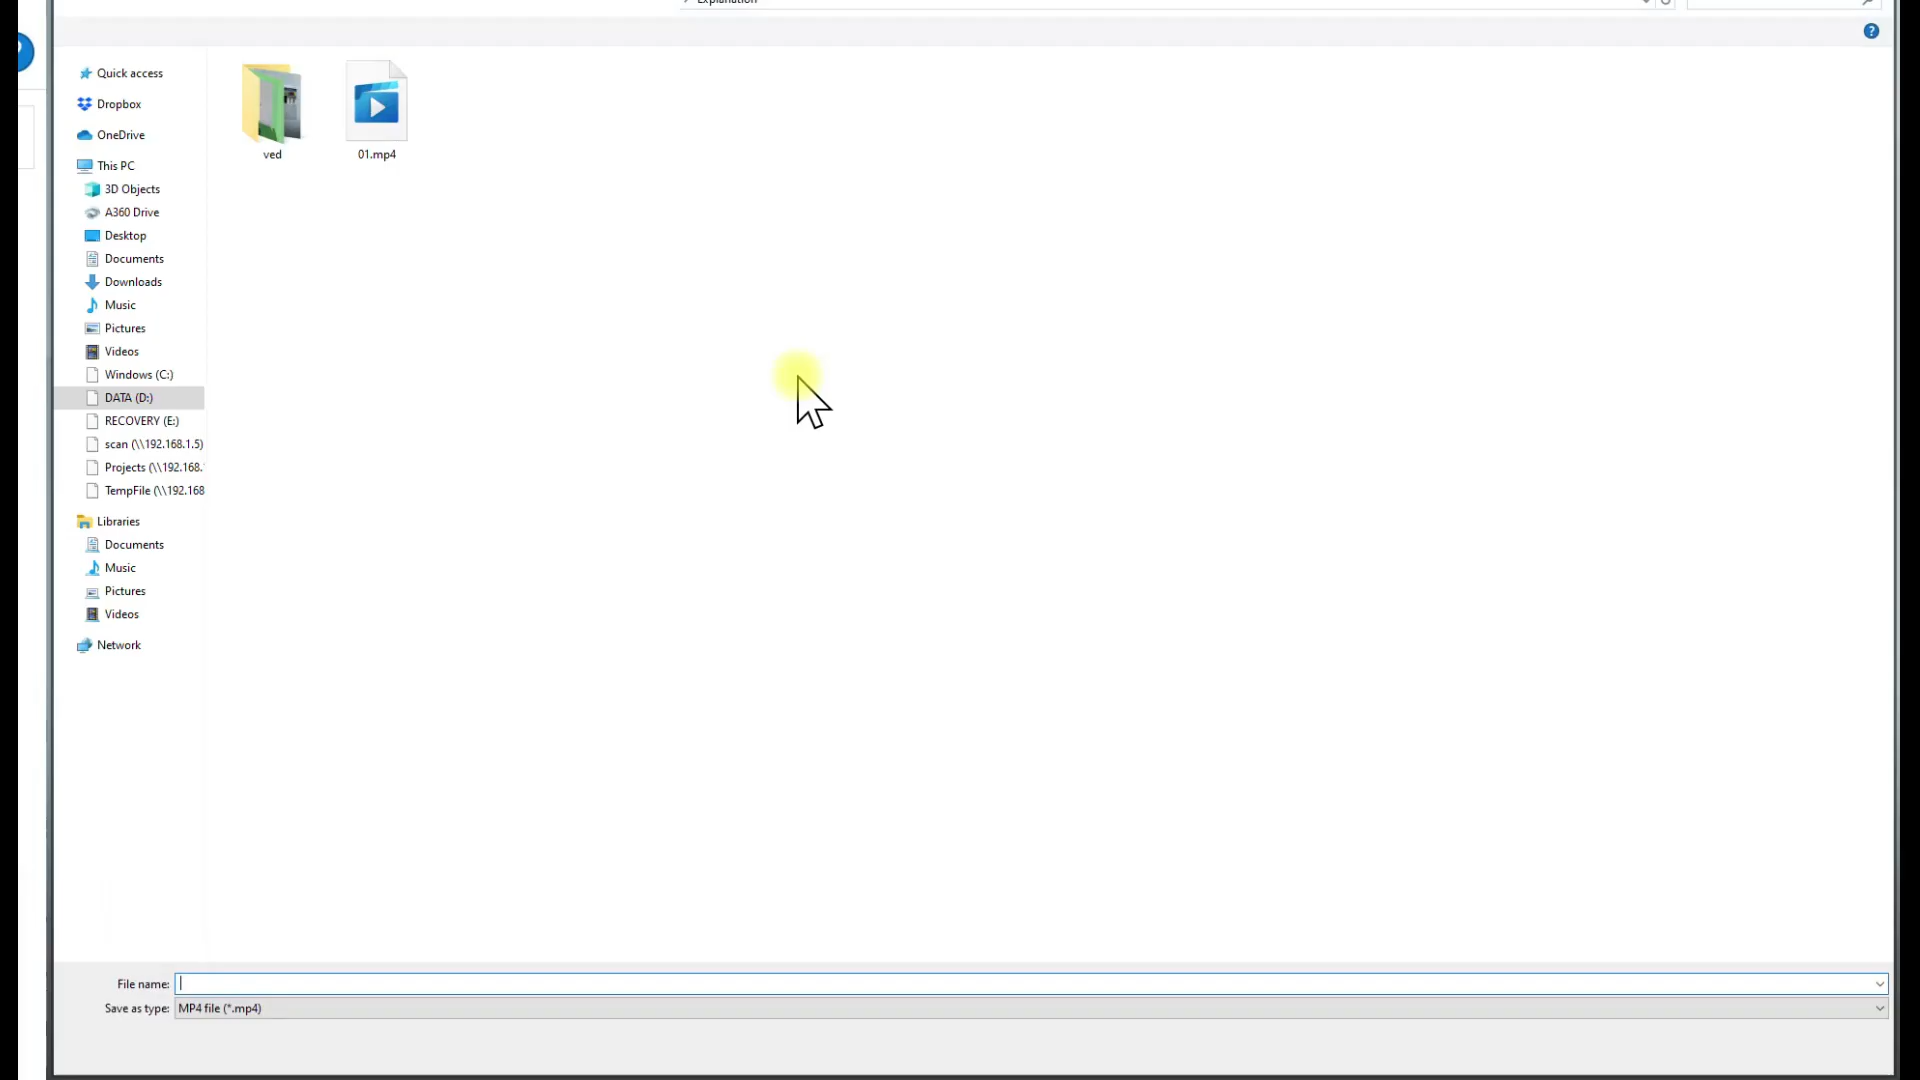 Explanation
Quick access
Dropbox
OneDrive
This PC
3D Objects
A360 Drive
Desktop
Documents
Downloads
Music
Pictures
Videos
Windows (C:)
DATA (D:)
RECOVERY (E:)
scan (\\192.168.1.5)
Projects (\\192.168.
TempFile (\\192.168
Libraries
Documents
Music
Pictures
Videos
Network
ved
01.mp4
File name:
Save as type: MP4 file (*.mp4)